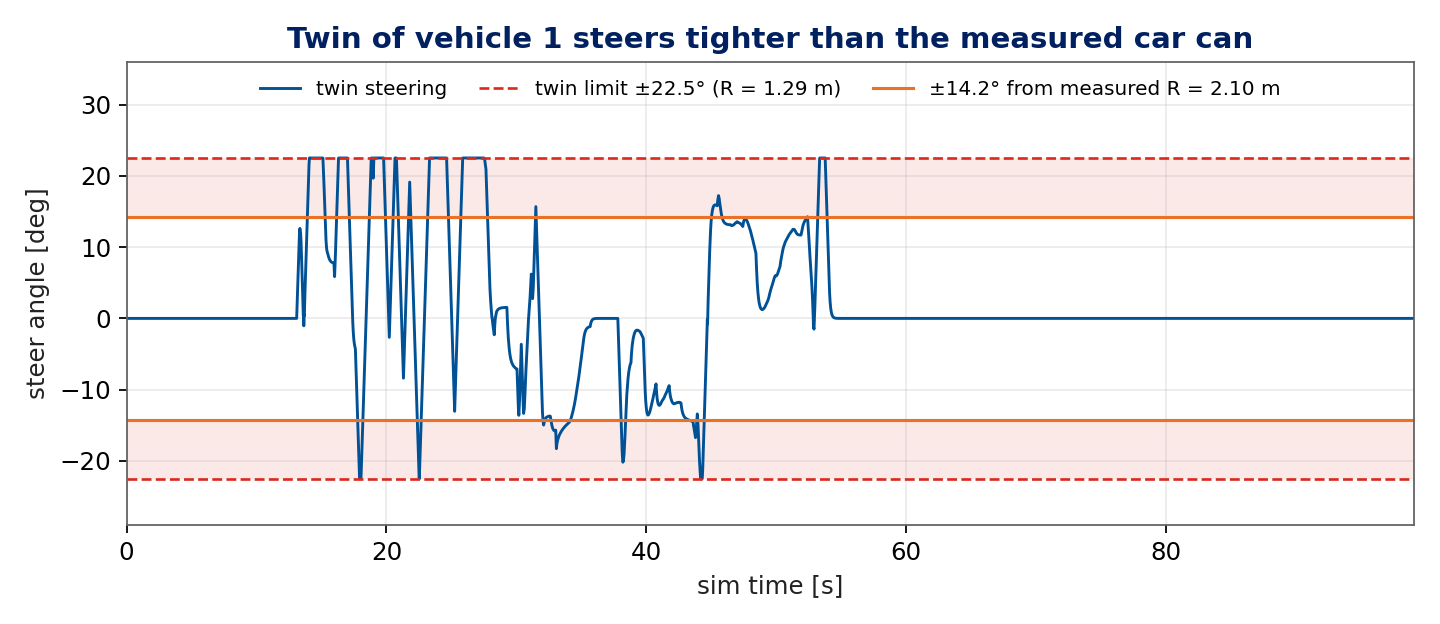 Twin of vehicle 1 steers tighter than the measured car can
twin steering
twin limit ±22.5° (R = 1.29 m)
±14.2° from measured R = 2.10 m
steer angle [deg]
30
20
10
0
−10
−20
0
20
40
60
80
sim time [s]